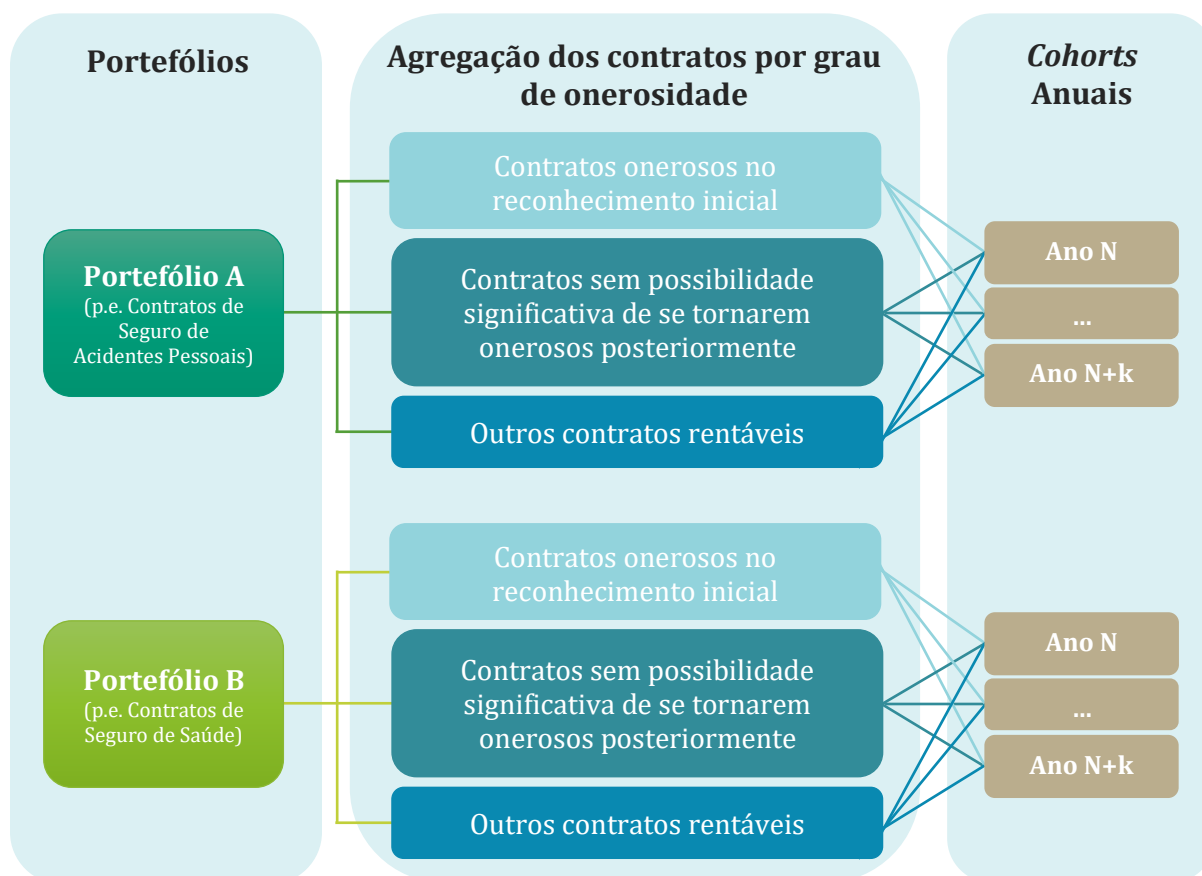 Portefólios
Agregação dos contratos por grau
de onerosidade
Cohorts
Anuais
Portefólio A
(p.e. Contratos de
Seguro de
Acidentes Pessoais)
Contratos onerosos no
reconhecimento inicial
Contratos sem possibilidade
significativa de se tornarem
onerosos posteriormente
Outros contratos rentáveis
Ano N
...
Ano N+k
Portefólio B
(p.e. Contratos de
Seguro de Saúde)
Contratos onerosos no
reconhecimento inicial
Contratos sem possibilidade
significativa de se tornarem
onerosos posteriormente
Outros contratos rentáveis
Ano N
...
Ano N+k